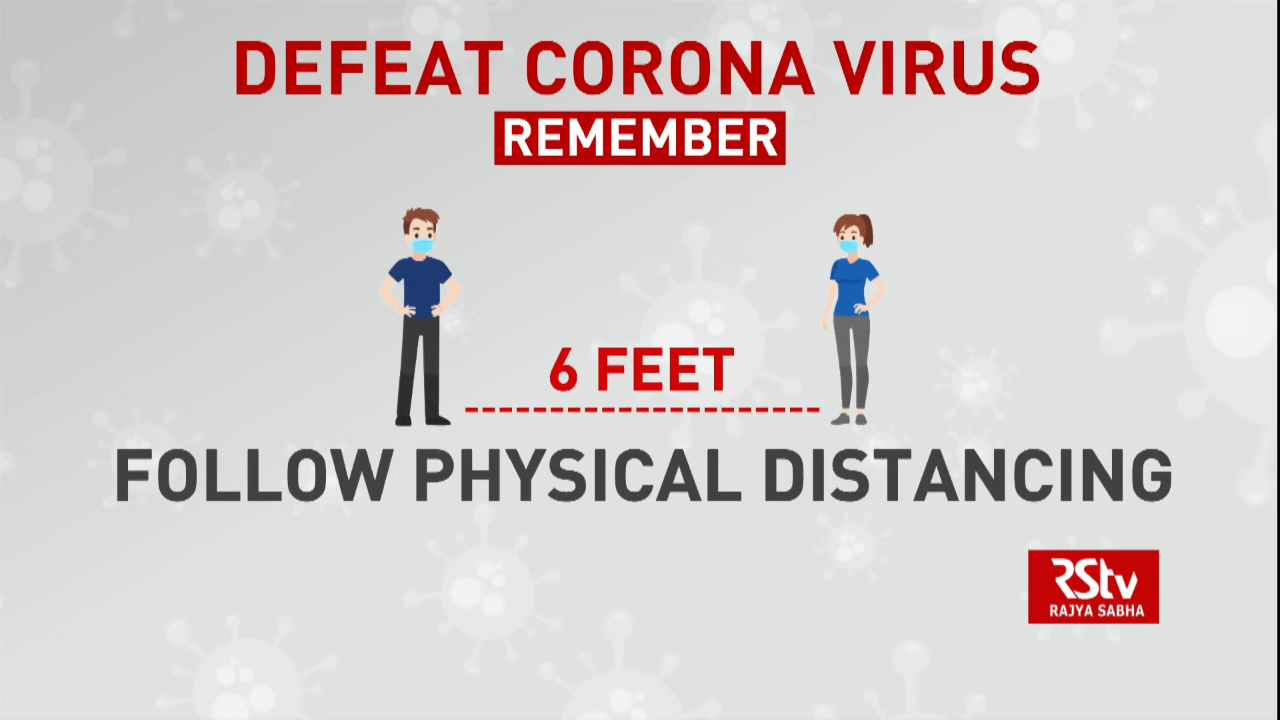 DEFEAT CORONA VIRUS
REMEMBER
6 FEET
FOLLOW PHYSICAL DISTANCING
RStv
RAJYA SABHA